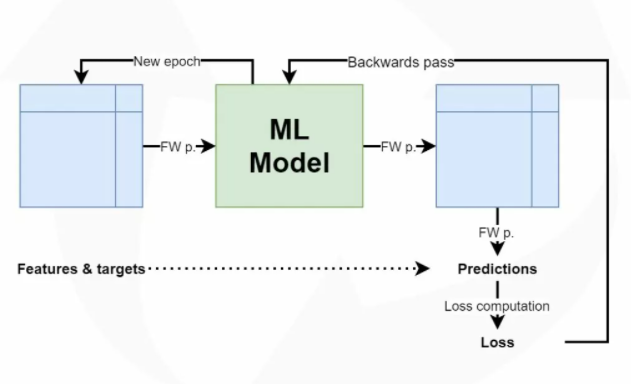 New epoch
Backwards pass
FW p.
ML
Model
FW p.
FW p.
Features & targets
Predictions
Loss computation
Loss